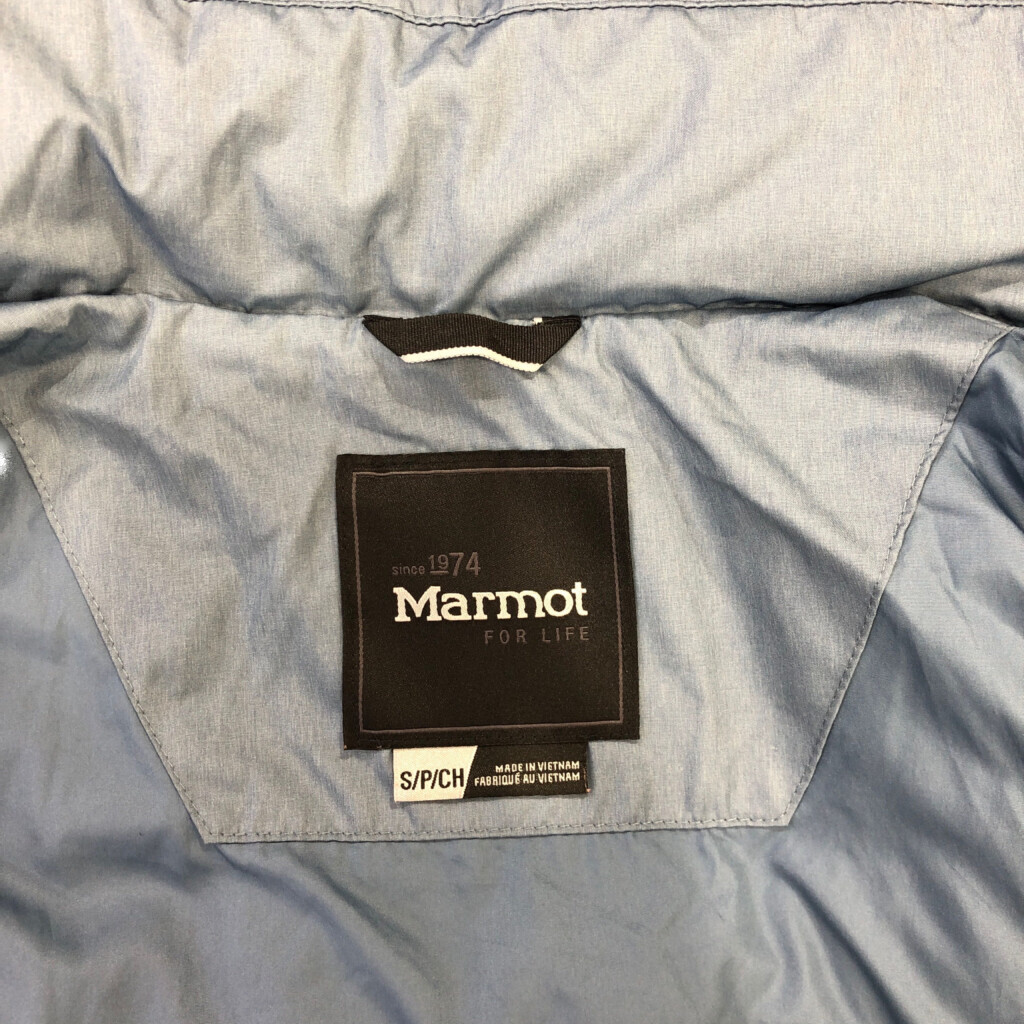 since 1974
Marmot
FOR LIFE
S/P/CH
MADE IN VIETNAM
FABRIQUÉ AU VIETNAM